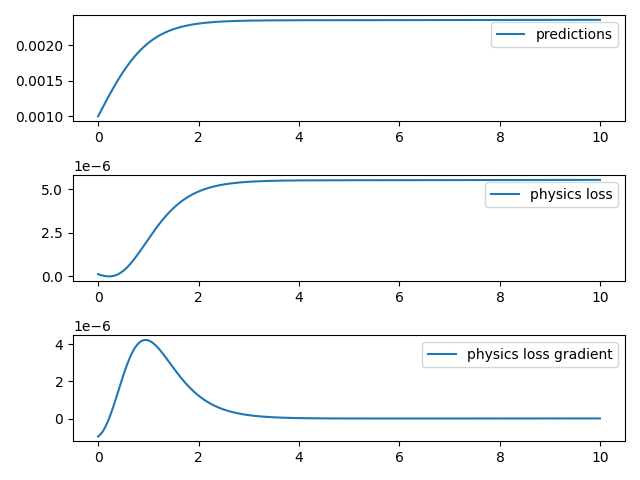 predictions
0.0020
0.0015
0.0010
0 2 4 6 8 10
1e−6
physics loss
5.0
2.5
0.0
0 2 4 6 8 10
1e−6
physics loss gradient
4
2
0
0 2 4 6 8 10